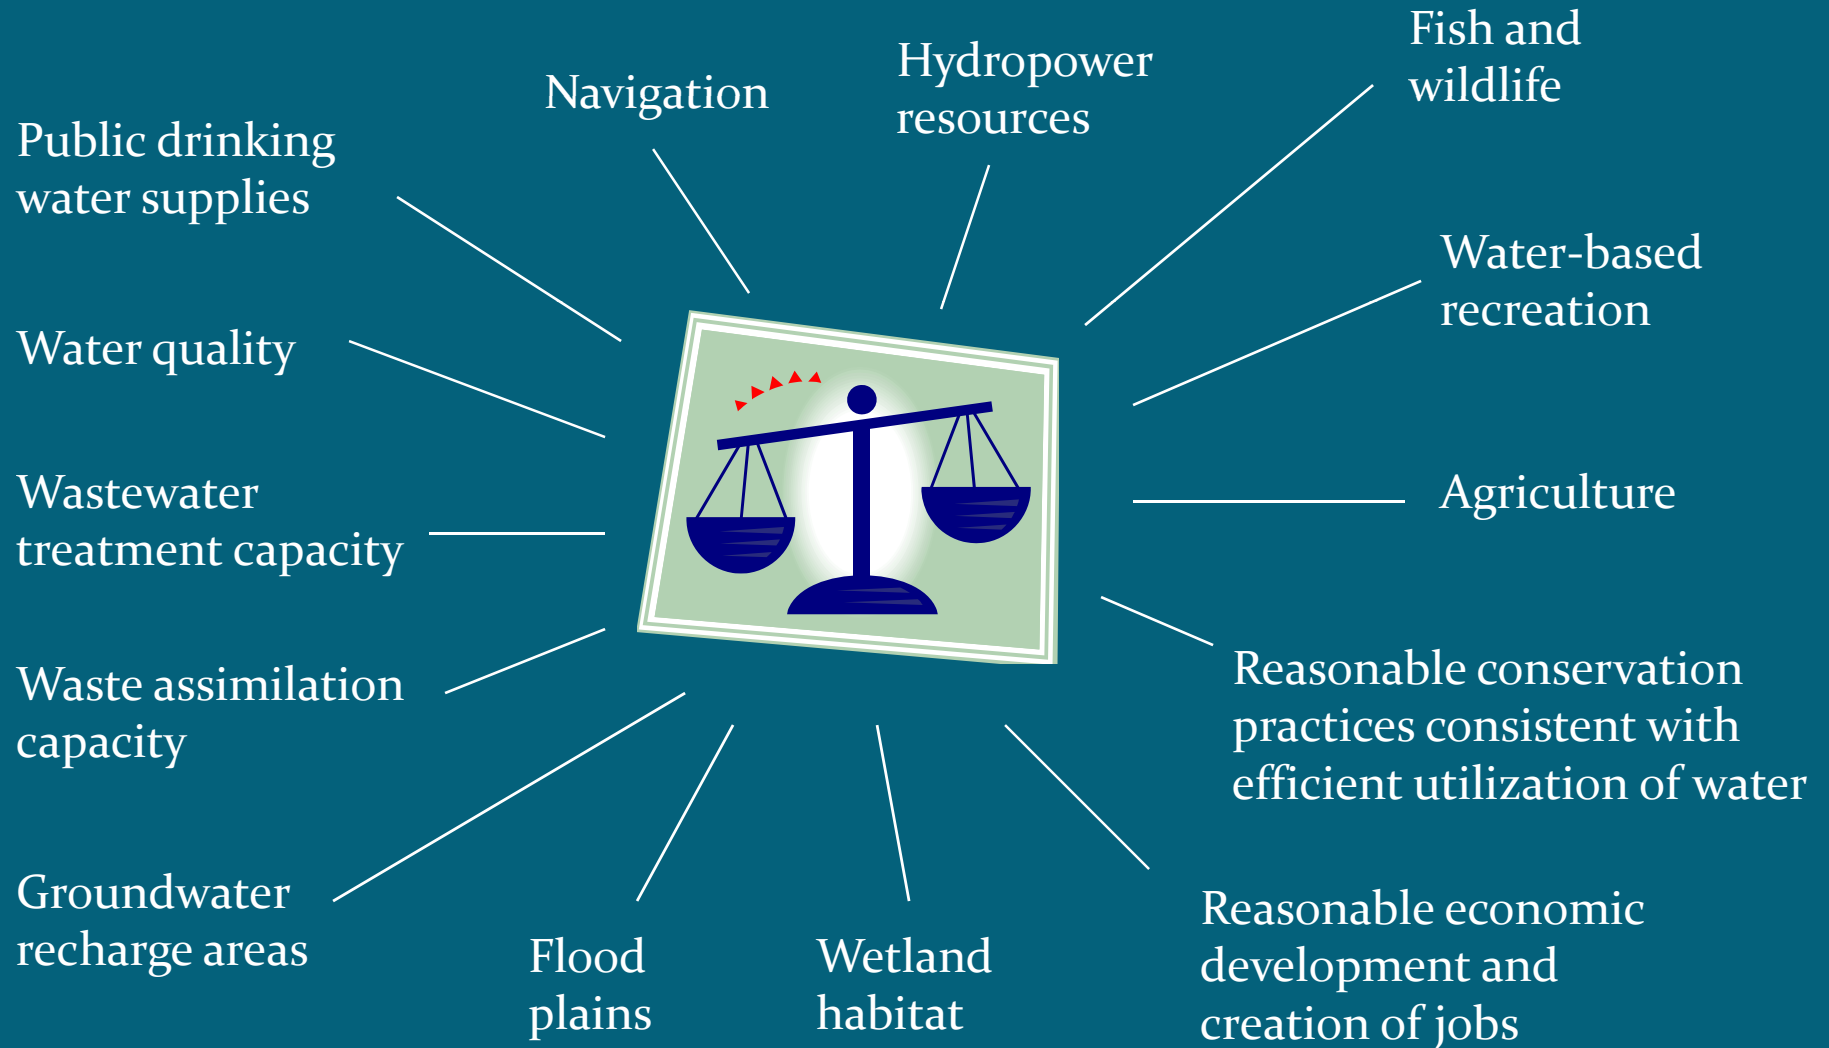 Navigation
Hydropower
resources
Fish and
wildlife
Public drinking
water supplies
Water-based
recreation
Water quality
Wastewater
treatment capacity
Agriculture
Waste assimilation
capacity
Reasonable conservation
practices consistent with
efficient utilization of water
Groundwater
recharge areas
Flood
plains
Wetland
habitat
Reasonable economic
development and
creation of jobs